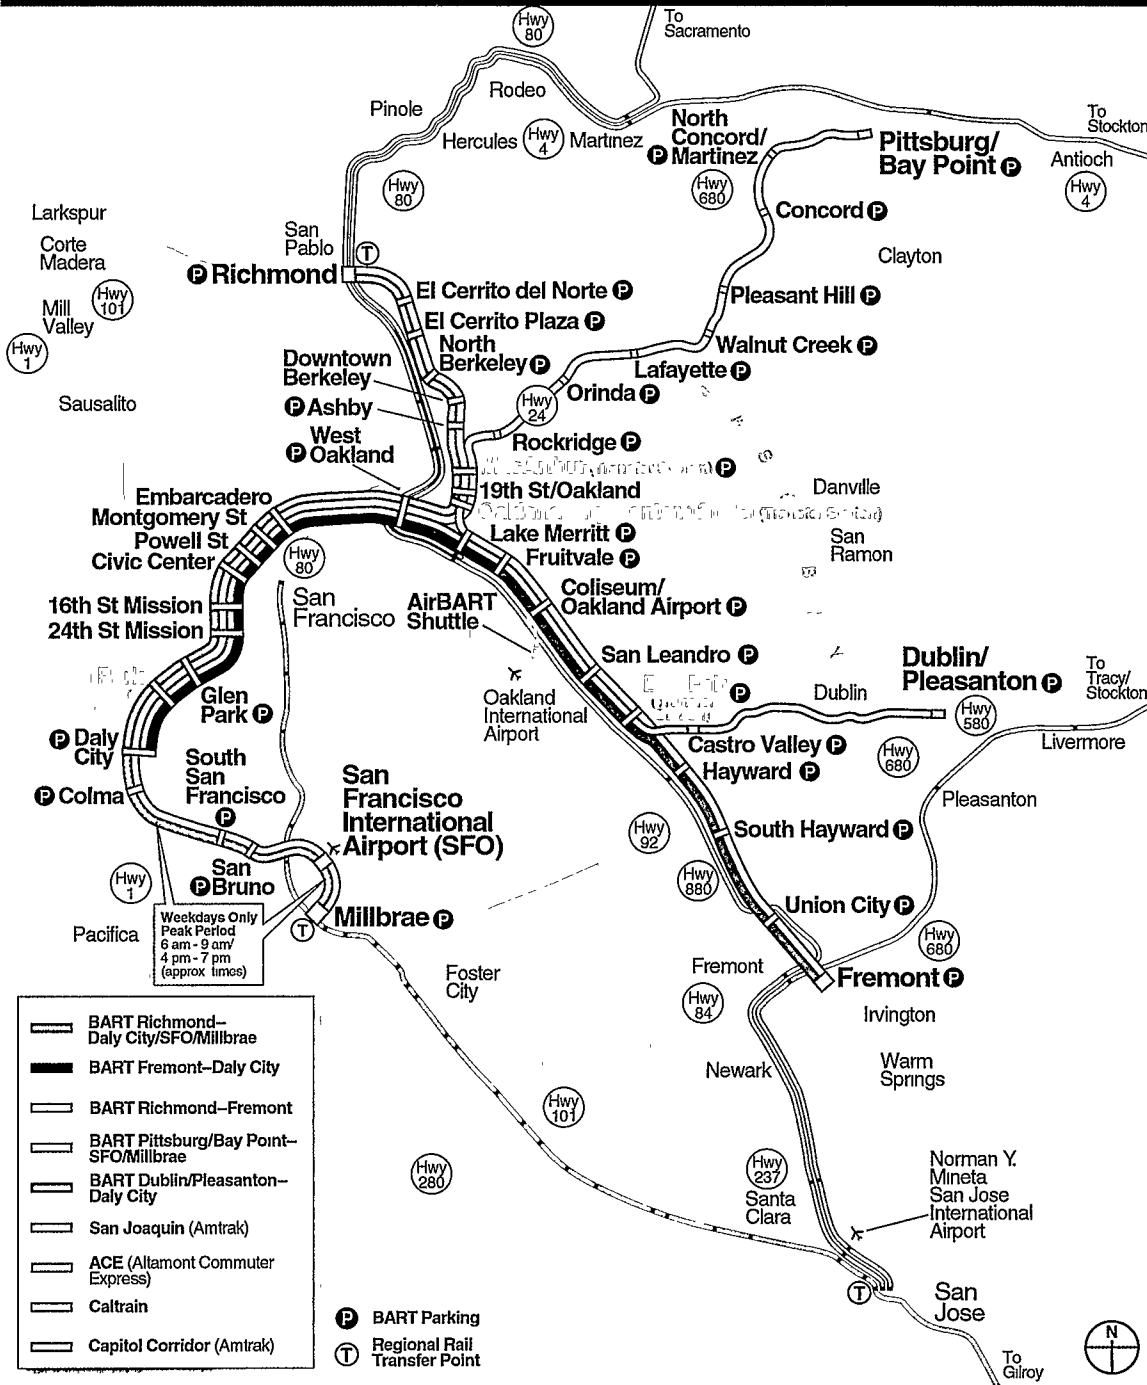 Hwy
80
To
Sacramento
Rodeo
Pinole
Hercules
Hwy
4
Martinez
North
Concord/
P Martinez
To
Stockton
Pittsburg/
Bay Point P
Antioch
Hwy
4
Hwy
80
Hwy
680
Larkspur
Corte
Madera
San
Pablo
T
Concord P
Clayton
P Richmond
Hwy
101
Mill
Valley
Hwy
1
El Cerrito del Norte P
Pleasant Hill P
El Cerrito Plaza P
North
Berkeley P
Walnut Creek P
Downtown
Berkeley
Lafayette P
Orinda P
Sausalito
P Ashby
Hwy
24
West
P Oakland
Rockridge P
P
Embarcadero
19th St/Oakland
Danville
Montgomery St
Powell St
Civic Center
Lake Merritt P
Fruitvale P
San
Ramon
Hwy
80
16th St Mission
24th St Mission
San
Francisco
AirBART
Shuttle
Coliseum/
Oakland Airport P
San Leandro P
P
Dublin/
Pleasanton P
To
Tracy/
Stockton
Glen
Park P
Oakland
International
Airport
Dublin
Hwy
580
P Daly
City
Castro Valley P
Hwy
680
Livermore
South
San
Francisco
P
Hayward P
P Colma
San
Francisco
International
Airport (SFO)
Pleasanton
Hwy
92
South Hayward P
San
P Bruno
Hwy
880
Hwy
1
Union City P
Weekdays Only
Peak Period
6 am - 9 am/
4 pm - 7 pm
(approx times)
Millbrae P
T
Pacifica
Hwy
680
Foster
City
Fremont
Fremont P
Hwy
84
Irvington
Newark
Warm
Springs
Hwy
101
Hwy
280
Hwy
237
Santa
Clara
Norman Y.
Mineta
San Jose
International
Airport
T
San
Jose
To
Gilroy
N
BART Richmond–
Daly City/SFO/Millbrae
BART Fremont–Daly City
BART Richmond–Fremont
BART Pittsburg/Bay Point–
SFO/Millbrae
BART Dublin/Pleasanton–
Daly City
San Joaquin (Amtrak)
ACE (Altamont Commuter
Express)
Caltrain
Capitol Corridor (Amtrak)
P BART Parking
T Regional Rail
Transfer Point